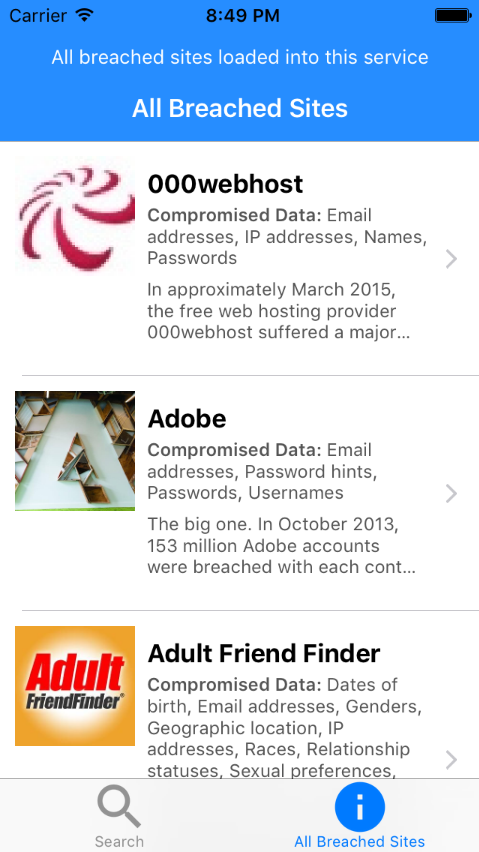 Carrier 8:49 PM
All breached sites loaded into this service
All Breached Sites
000webhost
Compromised Data: Email
addresses, IP addresses, Names,
Passwords
In approximately March 2015,
the free web hosting provider
000webhost suffered a major...
Adobe
Compromised Data: Email
addresses, Password hints,
Passwords, Usernames
The big one. In October 2013,
153 million Adobe accounts
were breached with each cont...
Adult
FriendFinder®
Adult Friend Finder
Compromised Data: Dates of
birth, Email addresses, Genders,
Geographic location, IP
addresses, Races, Relationship
statuses, Sexual preferences,
Search
All Breached Sites